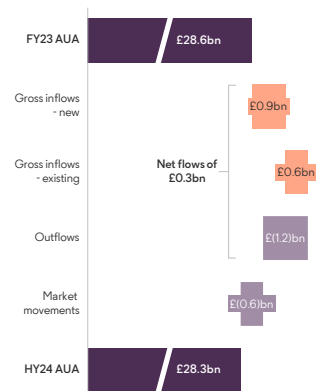 FY23 AUA
£28.6bn
Gross inflows
- new
£0.9bn
Gross inflows
- existing
Net flows of
£0.3bn
£0.6bn
Outflows
£(1.2)bn
Market
movements
£(0.6)bn
HY24 AUA
£28.3bn